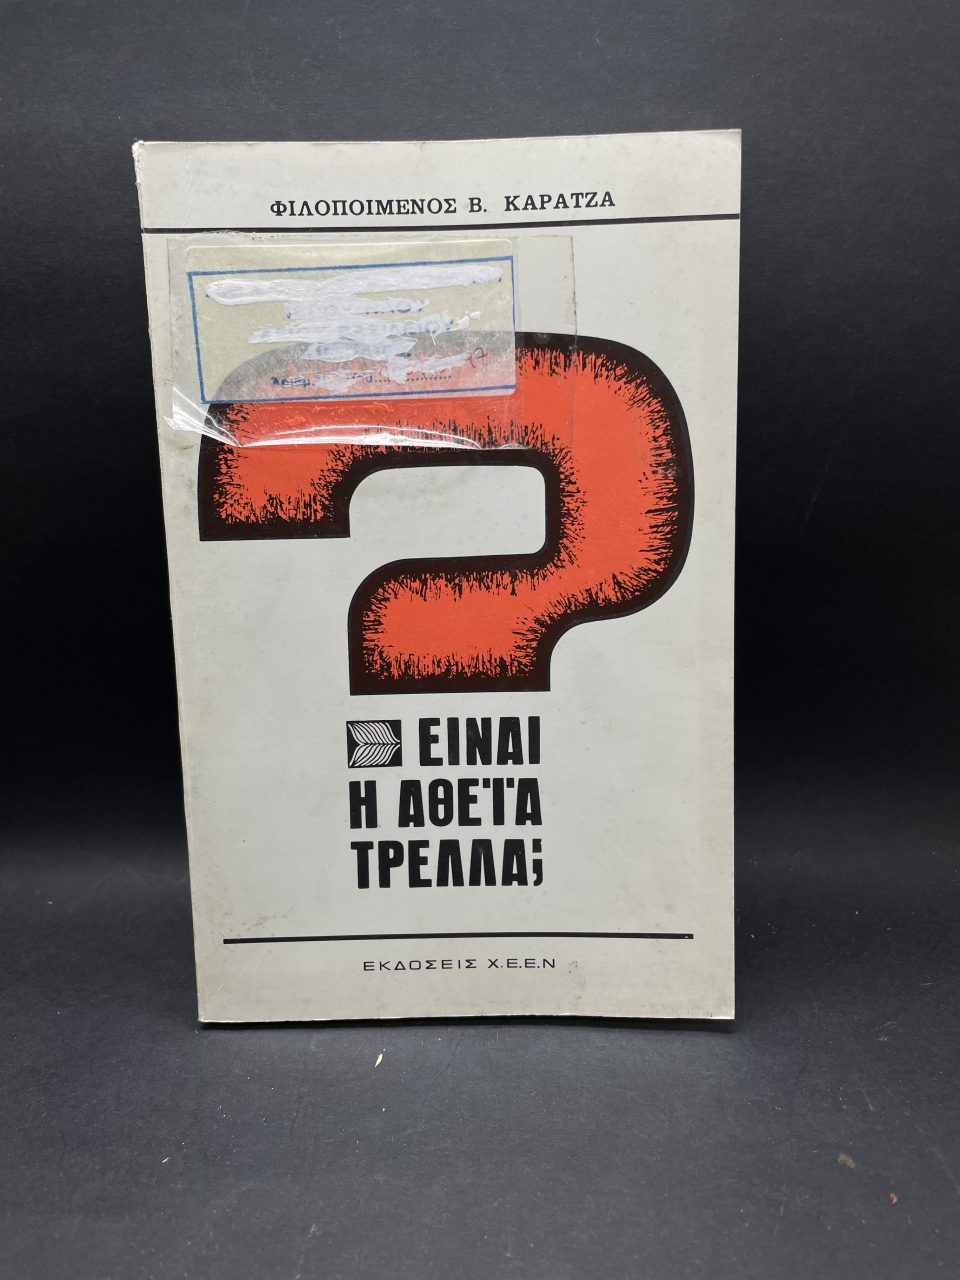 ΦΙΛΟΠΟΙΜΕΝΟΣ Β. ΚΑΡΑΤΖΑ
?
ΕΙΝΑΙ
Η ΑΘΕΪΑ
ΤΡΕΛΛΑ;
ΕΚΔΟΣΕΙΣ Χ.Ε.Ε.Ν